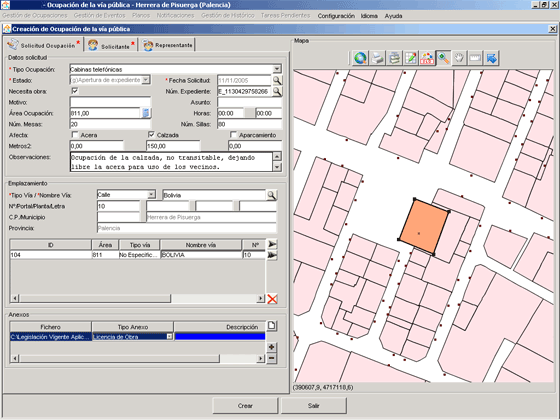 - Ocupación de la vía pública - Herrera de Pisuerga (Palencia)
Gestión de Ocupaciones Gestión de Eventos Planos Notificaciones Gestión de Histórico Tareas Pendientes Configuración Idioma Ayuda
Creación de Ocupación de la vía pública
Solicitud Ocupación * Solicitante * Representante
Mapa
Datos solicitud
* Tipo Ocupación: Cabinas telefónicas
* Estado: (g)Apertura de expediente * Fecha Solicitud: 11/11/2005
Necesita obra: Núm. Expediente: E_1130429758266
Motivo: Asunto:
Área Ocupación: 811,00 Horas: 00:00 00:00
Núm. Mesas: 20 Núm. Sillas: 80
Afecta: Acera Calzada Aparcamiento
Metros2: 0,00 150,00 0,00
Observaciones: Ocupación de la calzada, no transitable, dejando
libre la acera para uso de los vecinos.
Emplazamiento
*Tipo Vía / *Nombre Vía: Calle Bolivia
Nº/Portal/Planta/Letra 10
C.P./Municipio Herrera de Pisuerga
Provincia: Palencia
ID Área Tipo vía Nombre vía Nº
104 811 No Especific... BOLIVIA 10
Anexos
Fichero Tipo Anexo Descripción
C:\Legislación Vigente Aplic... Licencia de Obra
(390607,9, 4717118,6)
Crear Salir